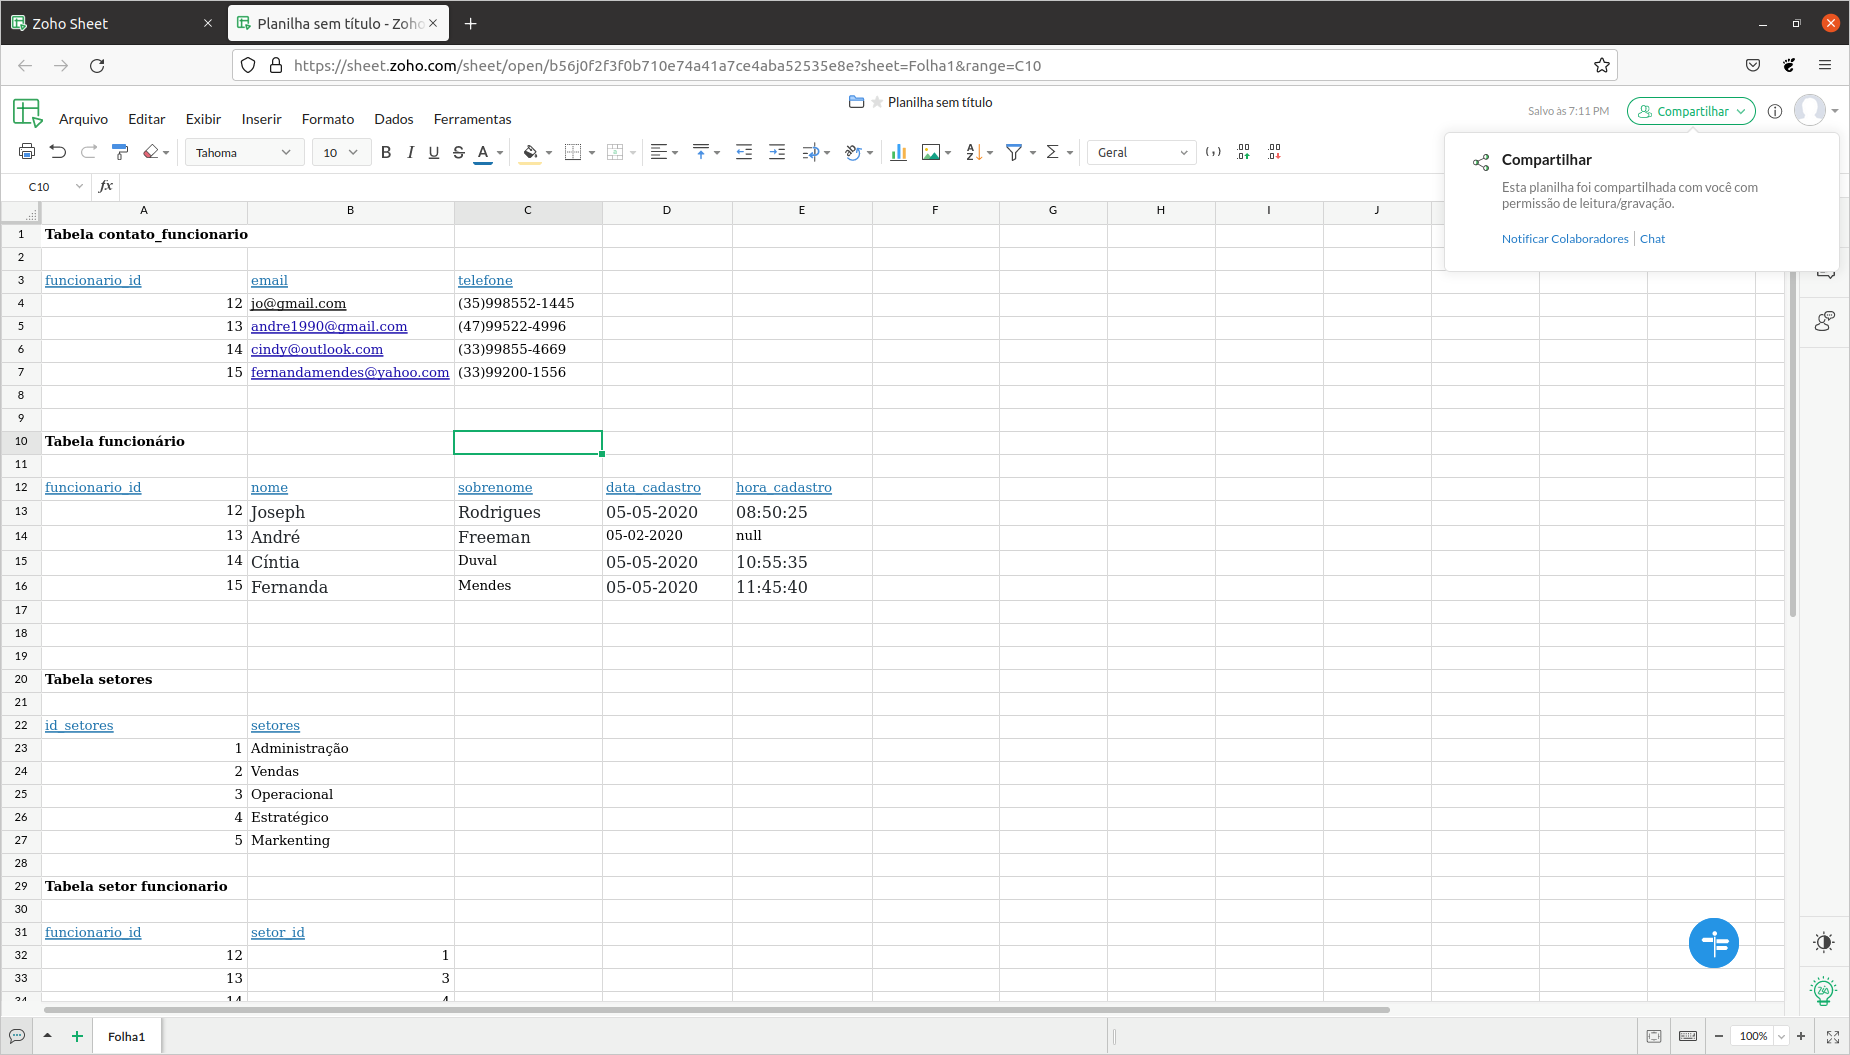 Zoho Sheet
Planilha sem título - Zoho
https://sheet.zoho.com/sheet/open/b56j0f2f3f0b710e74a41a7ce4aba52535e8e?sheet=Folha1&range=C10
Planilha sem título
Arquivo Editar Exibir Inserir Formato Dados Ferramentas
Salvo às 7:11 PM
Compartilhar
Tahoma 10 B I U S A Geral
Compartilhar
Esta planilha foi compartilhada com você com
permissão de leitura/gravação.
Notificar Colaboradores Chat
C10 fx
A B C D E F G H I J
1 Tabela contato_funcionario
2
3 funcionario_id email telefone
4 12 jo@gmail.com (35)998552-1445
5 13 andre1990@gmail.com (47)99522-4996
6 14 cindy@outlook.com (33)99855-4669
7 15 fernandamendes@yahoo.com (33)99200-1556
8
9
10 Tabela funcionário
11
12 funcionario_id nome sobrenome data_cadastro hora_cadastro
13 12 Joseph Rodrigues 05-05-2020 08:50:25
14 13 André Freeman 05-02-2020 null
15 14 Cíntia Duval 05-05-2020 10:55:35
16 15 Fernanda Mendes 05-05-2020 11:45:40
17
18
19
20 Tabela setores
21
22 id_setores setores
23 1 Administração
24 2 Vendas
25 3 Operacional
26 4 Estratégico
27 5 Markenting
28
29 Tabela setor funcionario
30
31 funcionario_id setor_id
32 12 1
33 13 3
34 14 4
Folha1
100%